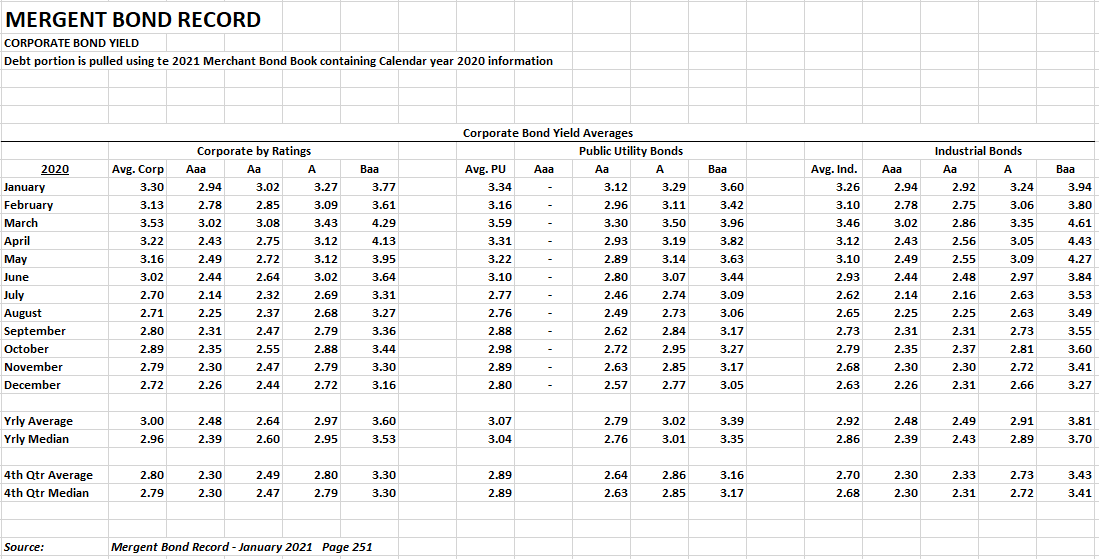 MERGENT BOND RECORD
CORPORATE BOND YIELD
Debt portion is pulled using te 2021 Merchant Bond Book containing Calendar year 2020 information
Corporate Bond Yield Averages
Corporate by Ratings Public Utility Bonds Industrial Bonds
2020 Avg. Corp Aaa Aa A Baa Avg. PU Aaa Aa A Baa Avg. Ind. Aaa Aa A Baa
January 3.30 2.94 3.02 3.27 3.77 3.34 - 3.12 3.29 3.60 3.26 2.94 2.92 3.24 3.94
February 3.13 2.78 2.85 3.09 3.61 3.16 - 2.96 3.11 3.42 3.10 2.78 2.75 3.06 3.80
March 3.53 3.02 3.08 3.43 4.29 3.59 - 3.30 3.50 3.96 3.46 3.02 2.86 3.35 4.61
April 3.22 2.43 2.75 3.12 4.13 3.31 - 2.93 3.19 3.82 3.12 2.43 2.56 3.05 4.43
May 3.16 2.49 2.72 3.12 3.95 3.22 - 2.89 3.14 3.63 3.10 2.49 2.55 3.09 4.27
June 3.02 2.44 2.64 3.02 3.64 3.10 - 2.80 3.07 3.44 2.93 2.44 2.48 2.97 3.84
July 2.70 2.14 2.32 2.69 3.31 2.77 - 2.46 2.74 3.09 2.62 2.14 2.16 2.63 3.53
August 2.71 2.25 2.37 2.68 3.27 2.76 - 2.49 2.73 3.06 2.65 2.25 2.25 2.63 3.49
September 2.80 2.31 2.47 2.79 3.36 2.88 - 2.62 2.84 3.17 2.73 2.31 2.31 2.73 3.55
October 2.89 2.35 2.55 2.88 3.44 2.98 - 2.72 2.95 3.27 2.79 2.35 2.37 2.81 3.60
November 2.79 2.30 2.47 2.79 3.30 2.89 - 2.63 2.85 3.17 2.68 2.30 2.30 2.72 3.41
December 2.72 2.26 2.44 2.72 3.16 2.80 - 2.57 2.77 3.05 2.63 2.26 2.31 2.66 3.27
Yrly Average 3.00 2.48 2.64 2.97 3.60 3.07 2.79 3.02 3.39 2.92 2.48 2.49 2.91 3.81
Yrly Median 2.96 2.39 2.60 2.95 3.53 3.04 2.76 3.01 3.35 2.86 2.39 2.43 2.89 3.70
4th Qtr Average 2.80 2.30 2.49 2.80 3.30 2.89 2.64 2.86 3.16 2.70 2.30 2.33 2.73 3.43
4th Qtr Median 2.79 2.30 2.47 2.79 3.30 2.89 2.63 2.85 3.17 2.68 2.30 2.31 2.72 3.41
Source: Mergent Bond Record - January 2021 Page 251